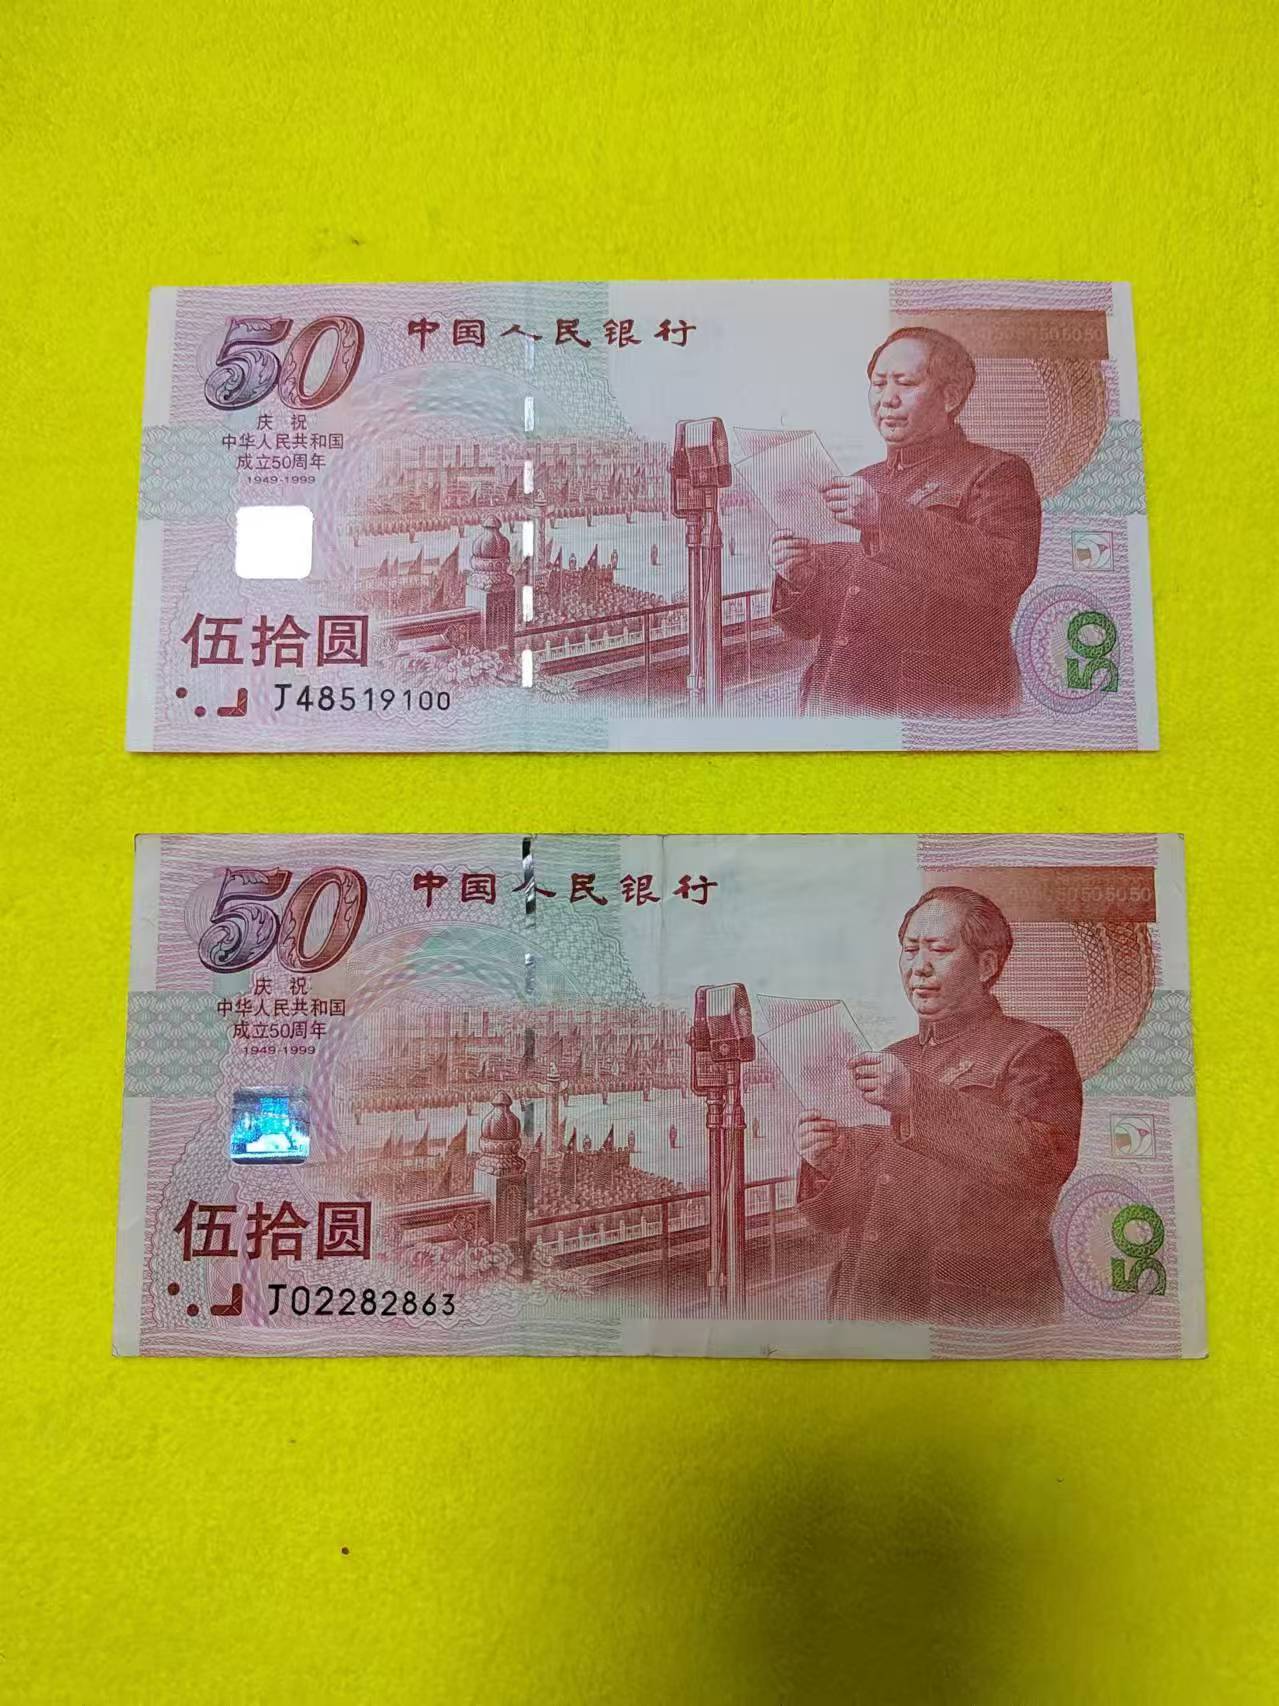 50
中国人民银行
庆祝
中华人民共和国
成立50周年
1949-1999
伍拾圆
J48519100
50
50
中国人民银行
505050
庆祝
中华人民共和国
成立50周年
1949-1999
伍拾圆
J02282863
50